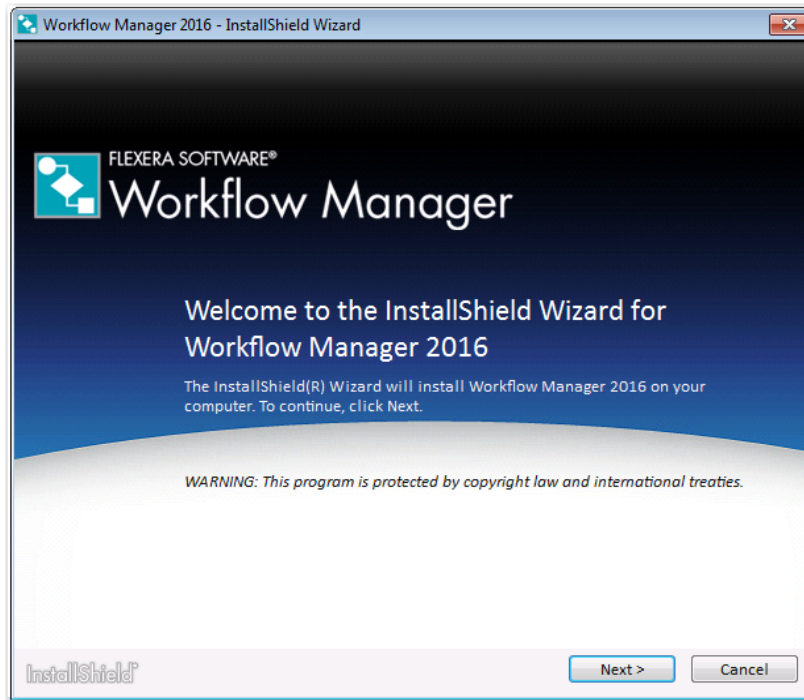 Workflow Manager 2016 - InstallShield Wizard
FLEXERA SOFTWARE®
Workflow Manager
Welcome to the InstallShield Wizard for
Workflow Manager 2016
The InstallShield(R) Wizard will install Workflow Manager 2016 on your
computer. To continue, click Next.
WARNING: This program is protected by copyright law and international treaties.
InstallShield®
Next >
Cancel